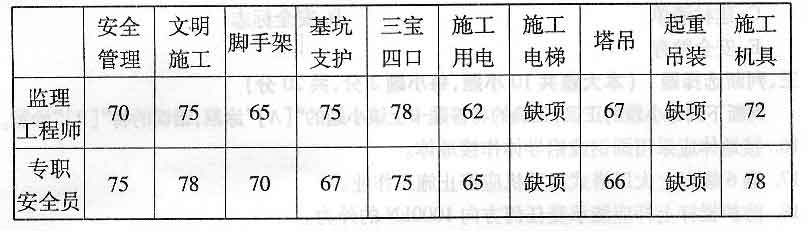 安全管理 文明施工 脚手架 基坑支护 三宝四口 施工用电 施工电梯 塔吊 起重吊装 施工机具
监理工程师 70 75 65 75 78 62 缺项 67 缺项 72
专职安全员 75 78 70 67 75 65 缺项 66 缺项 78